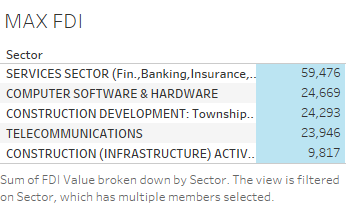 MAX FDI
Sector
SERVICES SECTOR (Fin.,Banking,Insurance,.. 59,476
COMPUTER SOFTWARE & HARDWARE 24,669
CONSTRUCTION DEVELOPMENT: Township.. 24,293
TELECOMMUNICATIONS 23,946
CONSTRUCTION (INFRASTRUCTURE) ACTIV.. 9,817
Sum of FDI Value broken down by Sector. The view is filtered
on Sector, which has multiple members selected.